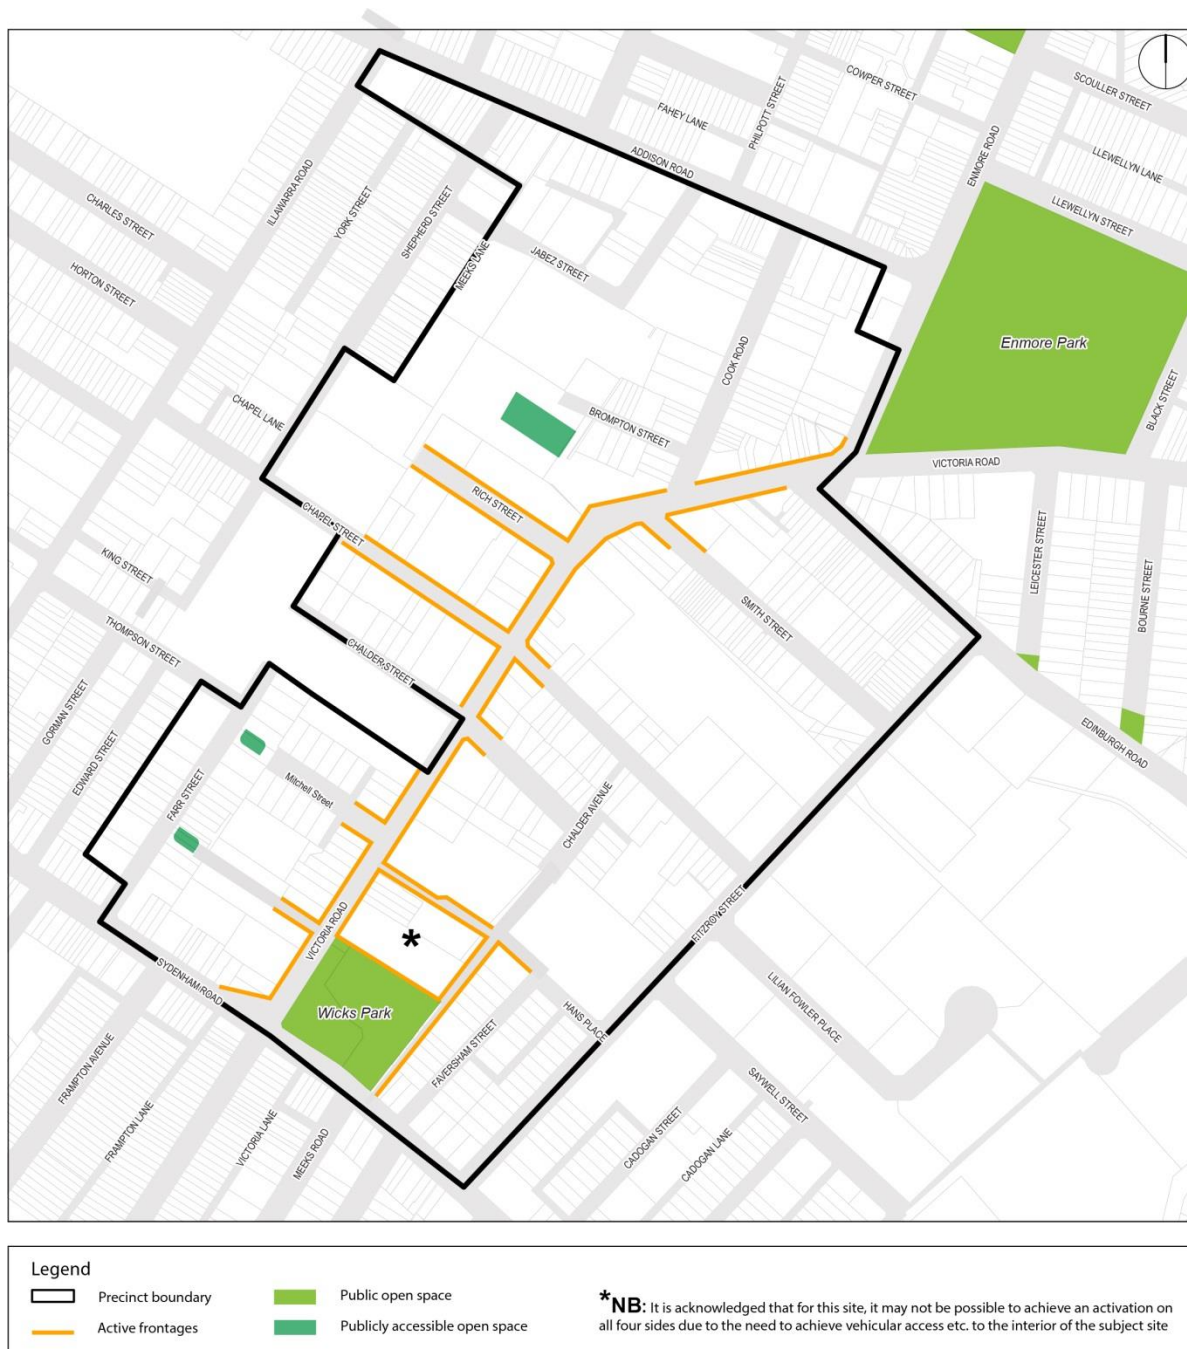 SCOULLER STREET
COWPER STREET
PHILPOTT STREET
FAHEY LANE
ENMORE ROAD
LLEWELLYN LANE
ADDISON ROAD
LLEWELLYN STREET
ILLAWARRA ROAD
YORK STREET
SHEPHERD STREET
CHARLES STREET
MEEKS LANE
JABEZ STREET
HORTON STREET
Enmore Park
COOK ROAD
BLACK STREET
CHAPEL LANE
BROMPTON STREET
VICTORIA ROAD
RICH STREET
CHAPEL STREET
LEICESTER STREET
BOURNE STREET
KING STREET
SMITH STREET
THOMPSON STREET
CHALDER STREET
GORMAN STREET
EDWARD STREET
EDINBURGH ROAD
Mitchell Street
FARR STREET
CHALDER AVENUE
VICTORIA ROAD
*
FITZROY STREET
SYDENHAM ROAD
Wicks Park
HANS PLACE
LILIAN FOWLER PLACE
FAVERSHAM STREET
FRAMPTON AVENUE
SAYWELL STREET
FRAMPTON LANE
VICTORIA LANE
MEEKS ROAD
CADOGAN STREET
CADOGAN LANE
Legend
Precinct boundary
Active frontages
Public open space
Publicly accessible open space
*NB: It is acknowledged that for this site, it may not be possible to achieve an activation on
all four sides due to the need to achieve vehicular access etc. to the interior of the subject site